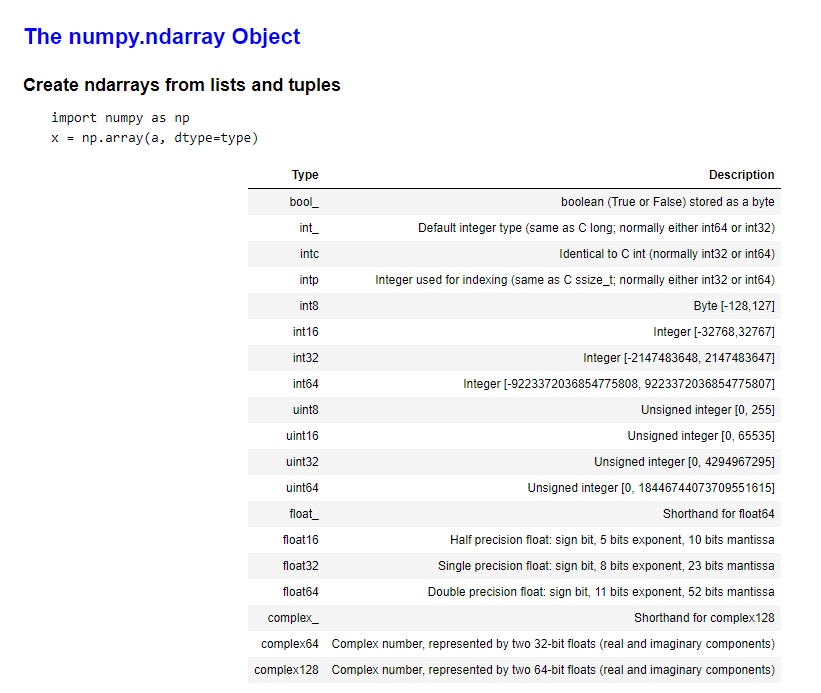 The numpy.ndarray Object
Create ndarrays from lists and tuples
import numpy as np
x = np.array(a, dtype=type)
Type Description
bool_ boolean (True or False) stored as a byte
int_ Default integer type (same as C long; normally either int64 or int32)
intc Identical to C int (normally int32 or int64)
intp Integer used for indexing (same as C ssize_t; normally either int32 or int64)
int8 Byte [-128,127]
int16 Integer [-32768,32767]
int32 Integer [-2147483648, 2147483647]
int64 Integer [-9223372036854775808, 9223372036854775807]
uint8 Unsigned integer [0, 255]
uint16 Unsigned integer [0, 65535]
uint32 Unsigned integer [0, 4294967295]
uint64 Unsigned integer [0, 18446744073709551615]
float_ Shorthand for float64
float16 Half precision float: sign bit, 5 bits exponent, 10 bits mantissa
float32 Single precision float: sign bit, 8 bits exponent, 23 bits mantissa
float64 Double precision float: sign bit, 11 bits exponent, 52 bits mantissa
complex_ Shorthand for complex128
complex64 Complex number, represented by two 32-bit floats (real and imaginary components)
complex128 Complex number, represented by two 64-bit floats (real and imaginary components)